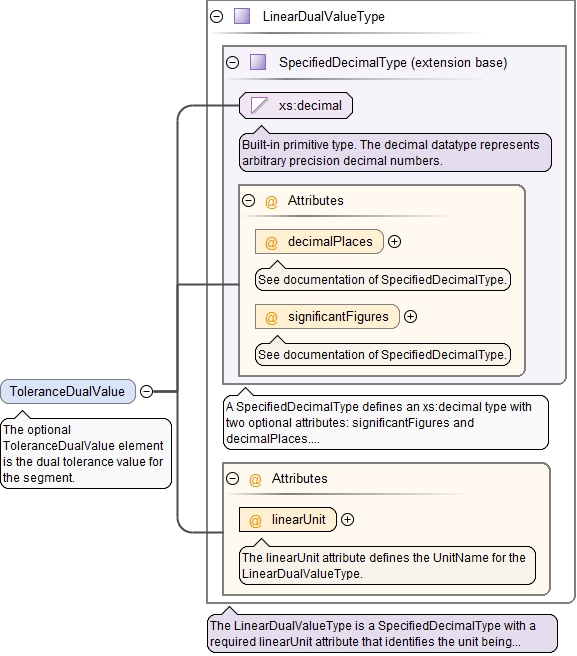 LinearDualValueType
SpecifiedDecimalType (extension base)
xs:decimal
Built-in primitive type. The decimal datatype represents
arbitrary precision decimal numbers.
@ Attributes
@ decimalPlaces
See documentation of SpecifiedDecimalType.
@ significantFigures
See documentation of SpecifiedDecimalType.
ToleranceDualValue
The optional
ToleranceDualValue element
is the dual tolerance value for
the segment.
A SpecifiedDecimalType defines an xs:decimal type with
two optional attributes: significantFigures and
decimalPlaces....
@ Attributes
@ linearUnit
The linearUnit attribute defines the UnitName for the
LinearDualValueType.
The LinearDualValueType is a SpecifiedDecimalType with a
required linearUnit attribute that identifies the unit being...